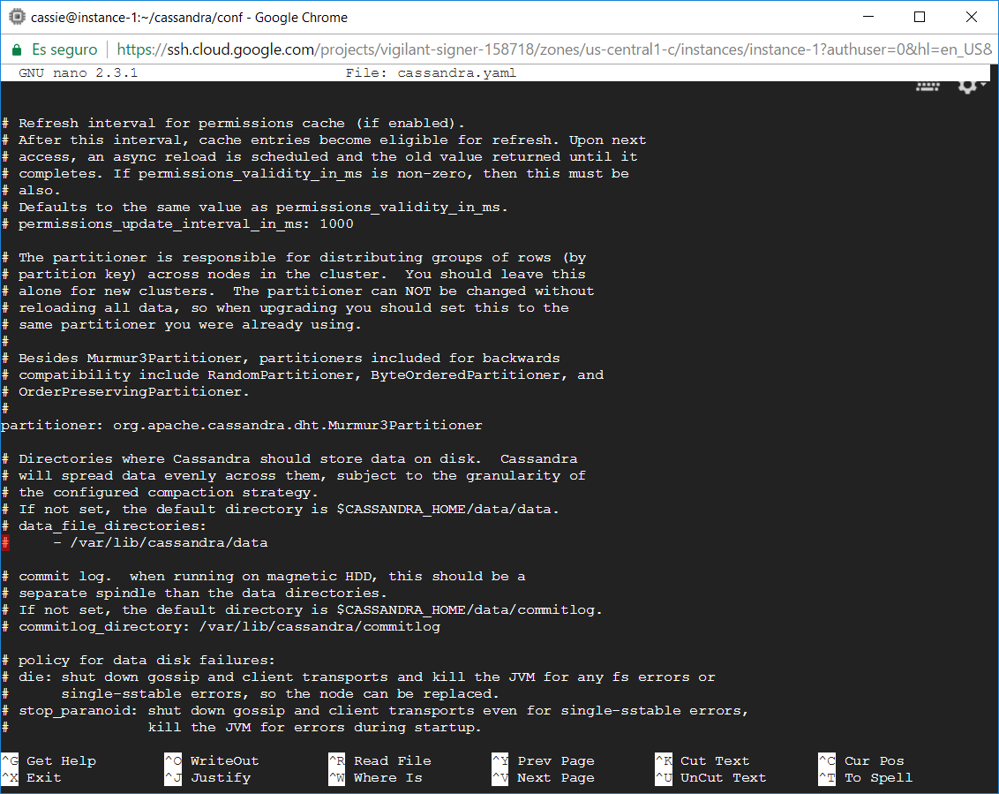 cassie@instance-1:~/cassandra/conf - Google Chrome
Es seguro https://ssh.cloud.google.com/projects/vigilant-signer-158718/zones/us-central1-c/instances/instance-1?authuser=0&hl=en_US&
GNU nano 2.3.1 File: cassandra.yaml
# Refresh interval for permissions cache (if enabled).
# After this interval, cache entries become eligible for refresh. Upon next
# access, an async reload is scheduled and the old value returned until it
# completes. If permissions_validity_in_ms is non-zero, then this must be
# also.
# Defaults to the same value as permissions_validity_in_ms.
# permissions_update_interval_in_ms: 1000
# The partitioner is responsible for distributing groups of rows (by
# partition key) across nodes in the cluster.  You should leave this
# alone for new clusters.  The partitioner can NOT be changed without
# reloading all data, so when upgrading you should set this to the
# same partitioner you were already using.
#
# Besides Murmur3Partitioner, partitioners included for backwards
# compatibility include RandomPartitioner, ByteOrderedPartitioner, and
# OrderPreservingPartitioner.
#
partitioner: org.apache.cassandra.dht.Murmur3Partitioner
# Directories where Cassandra should store data on disk.  Cassandra
# will spread data evenly across them, subject to the granularity of
# the configured compaction strategy.
# If not set, the default directory is $CASSANDRA_HOME/data/data.
# data_file_directories:
#     - /var/lib/cassandra/data
# commit log.  when running on magnetic HDD, this should be a
# separate spindle than the data directories.
# If not set, the default directory is $CASSANDRA_HOME/data/commitlog.
# commitlog_directory: /var/lib/cassandra/commitlog
# policy for data disk failures:
# die: shut down gossip and client transports and kill the JVM for any fs errors or
#      single-sstable errors, so the node can be replaced.
# stop_paranoid: shut down gossip and client transports even for single-sstable errors,
#                kill the JVM for errors during startup.
^G Get Help ^O WriteOut ^R Read File ^Y Prev Page ^K Cut Text ^C Cur Pos
^X Exit ^J Justify ^W Where Is ^V Next Page ^U UnCut Text ^T To Spell